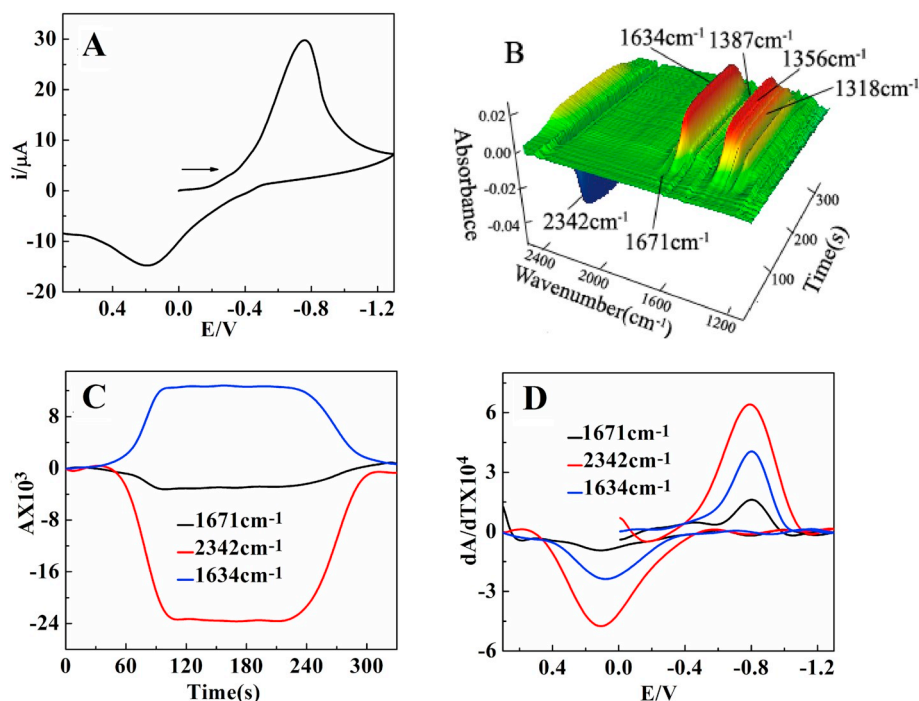 A
i/μA
30
20
10
0
-10
-20
0.4 0.0 -0.4 -0.8 -1.2
E/V
B
1634cm-1
1387cm-1
1356cm-1
1318cm-1
Absorbance
0.02
0.00
-0.02
-0.04
2342cm-1
1671cm-1
2400 2000 1600 1200
Wavenumber(cm-1)
100 200 300
Time(s)
C
AX103
8
0
-8
-16
-24
1671cm-1
2342cm-1
1634cm-1
0 60 120 180 240 300
Time(s)
D
dA/dTX104
6
3
0
-3
-6
1671cm-1
2342cm-1
1634cm-1
0.4 0.0 -0.4 -0.8 -1.2
E/V